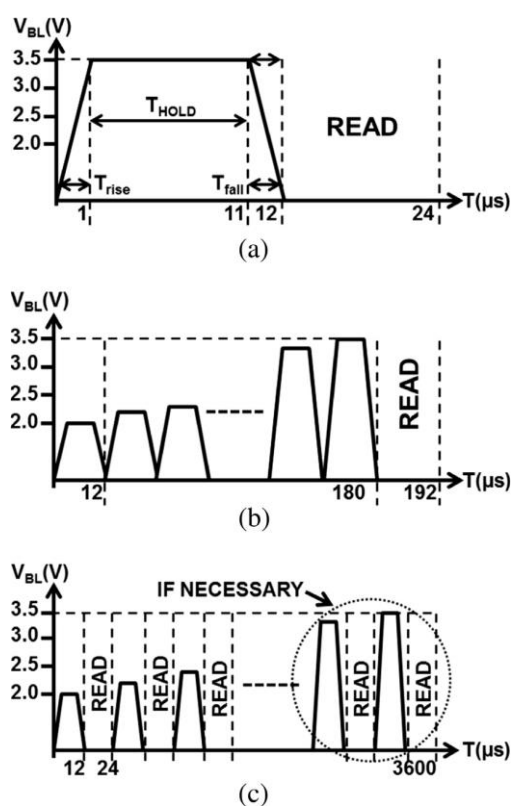 V_BL(V)
3.5
3.0
2.5
2.0
T_HOLD
READ
T_rise
T_fall
1
11
12
24
T(µs)
(a)
V_BL(V)
3.5
3.0
2.5
2.0
READ
12
180
192
T(µs)
(b)
V_BL(V)
IF NECESSARY
3.5
3.0
2.5
2.0
READ
READ
READ
READ
READ
12
24
3600
T(µs)
(c)